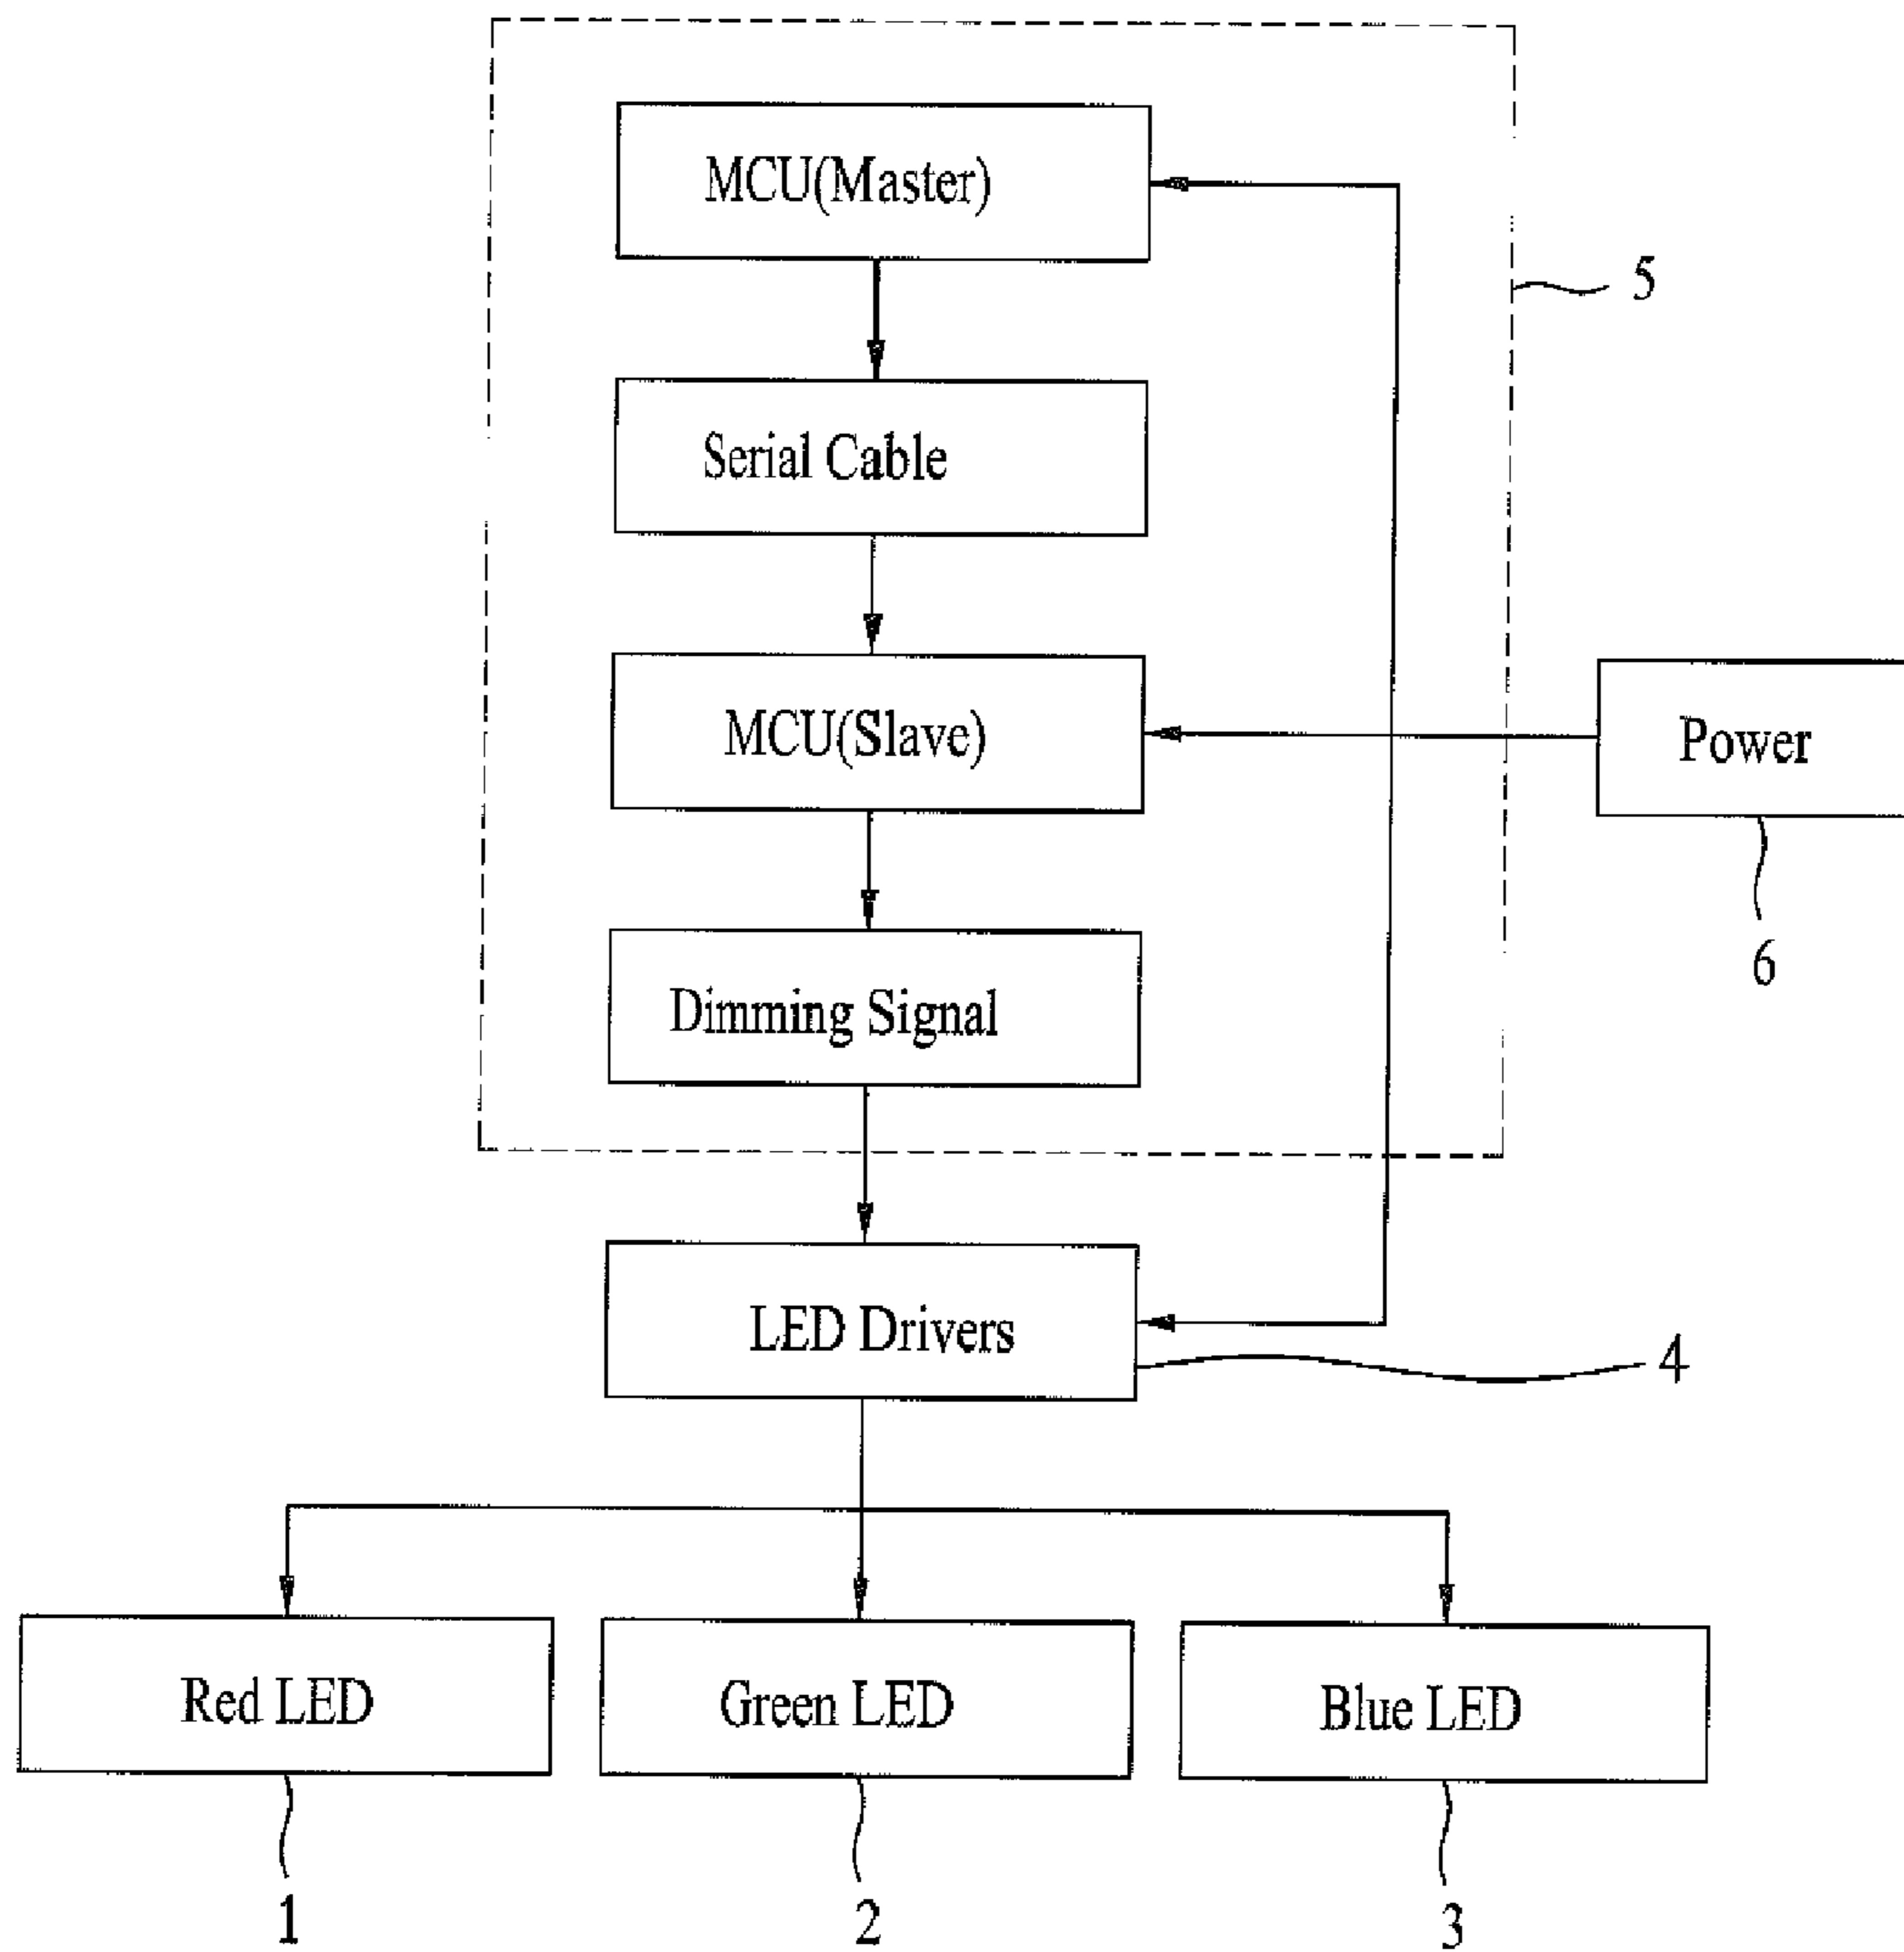 MCU(Master)
5
Serial Cable
MCU(Slave)
Power
6
Dimming Signal
LED Drivers
4
Red LED
Green LED
Blue LED
1
2
3